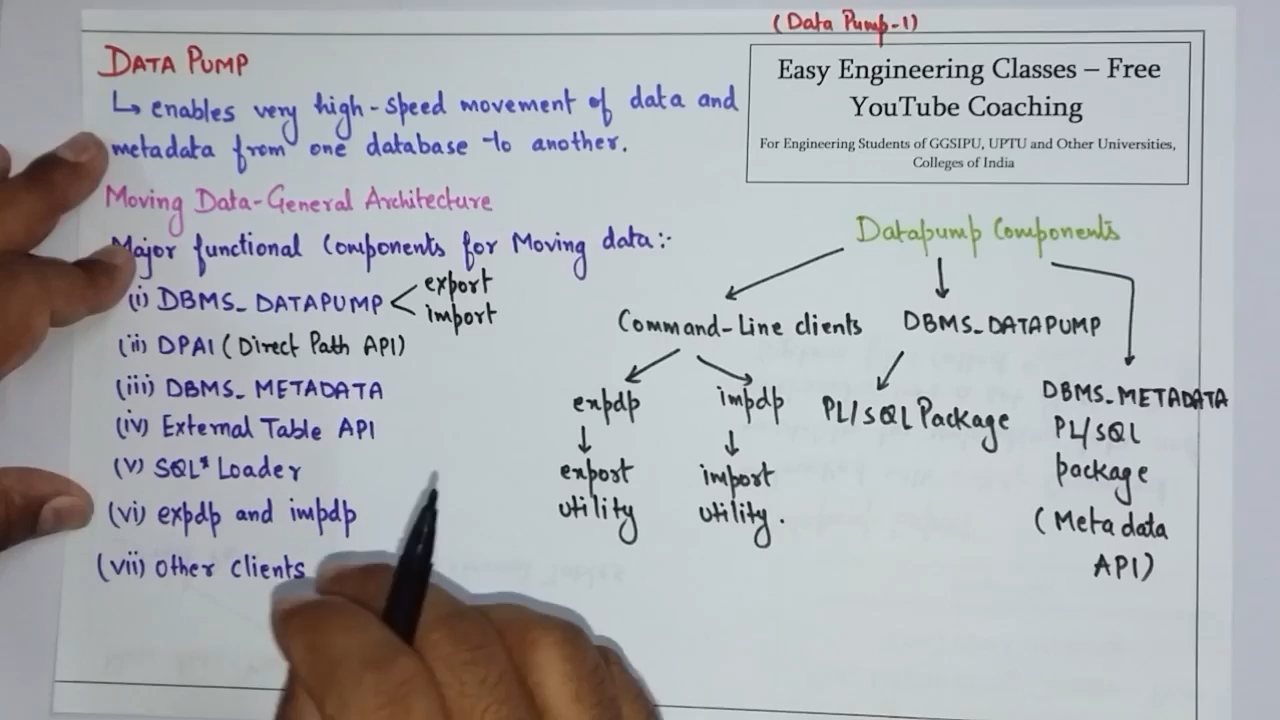 (Data Pump-1)
DATA PUMP
↳ enables very high-speed movement of data and
metadata from one database to another.
Easy Engineering Classes – Free
YouTube Coaching
For Engineering Students of GGSIPU, UPTU and Other Universities,
Colleges of India
Moving Data-General Architecture
Major functional Components for Moving data:-
(i) DBMS_DATAPUMP < export
import
(ii) DPAI (Direct Path API)
(iii) DBMS_METADATA
(iv) External Table API
(v) SQL* Loader
(vi) expdp and impdp
(vii) other clients
Datapump Components
Command-Line clients
expdp
export
utility
impdp
import
utility.
DBMS_DATAPUMP
PL/SQL Package
DBMS_METADATA
PL/SQL
package
(Metadata
API)